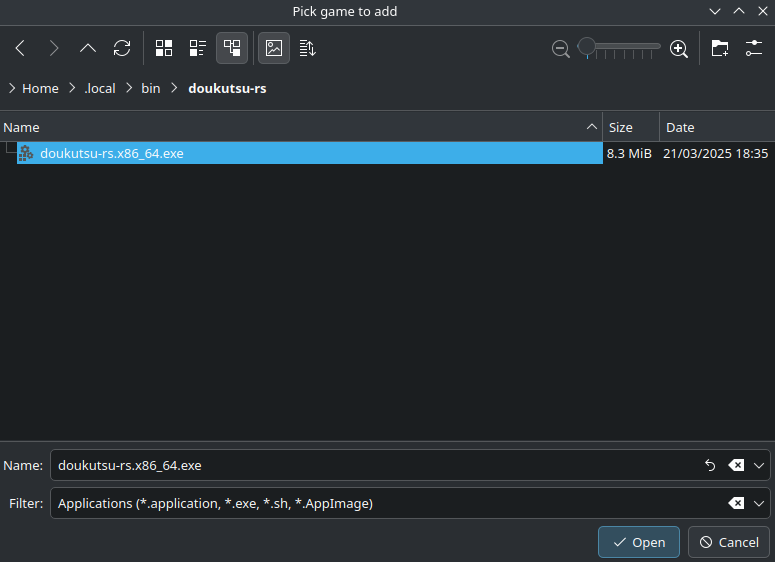 Pick game to add
Home .local bin doukutsu-rs
Name Size Date
doukutsu-rs.x86_64.exe 8.3 MiB 21/03/2025 18:35
Name: doukutsu-rs.x86_64.exe
Filter: Applications (*.application, *.exe, *.sh, *.AppImage)
Open Cancel